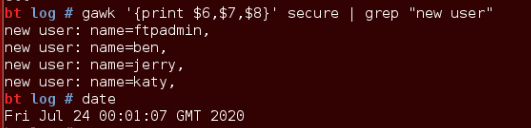 bt log # gawk '{print $6,$7,$8}' secure | grep "new user"
new user: name=ftpadmin,
new user: name=ben,
new user: name=jerry,
new user: name=katy,
bt log # date
Fri Jul 24 00:01:07 GMT 2020